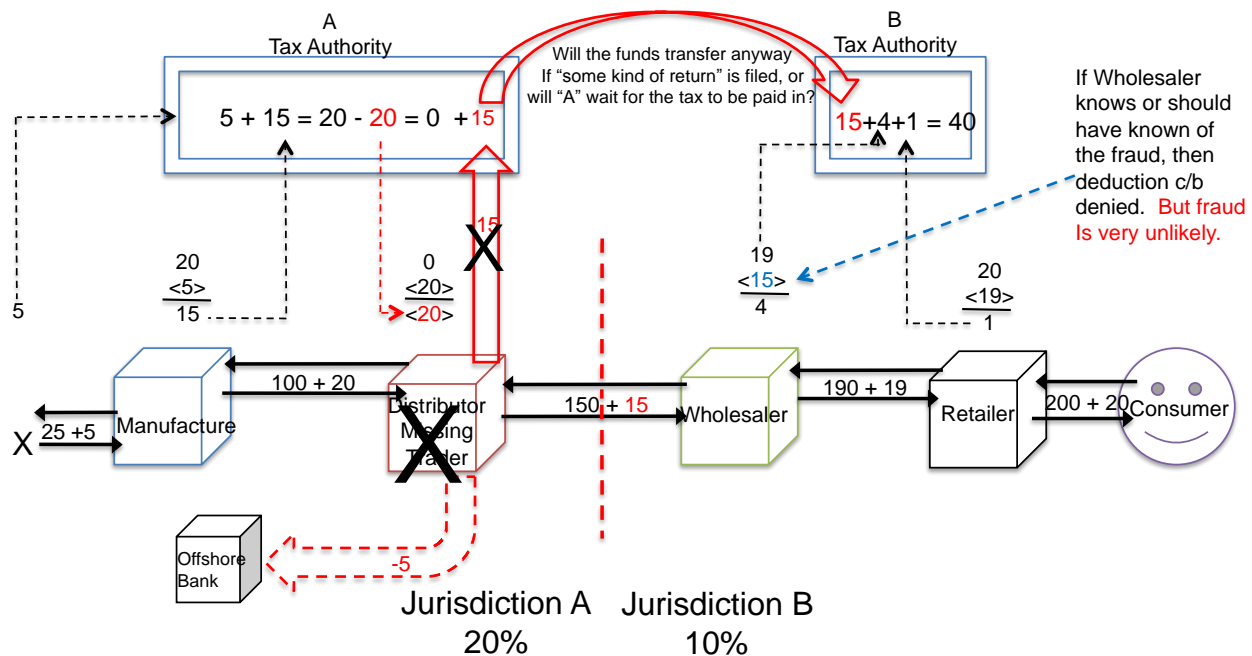 A
Tax Authority
B
Tax Authority
Will the funds transfer anyway
If “some kind of return” is filed, or
will “A” wait for the tax to be paid in?
5 + 15 = 20 - 20 = 0 +15
15+4+1 = 40
If Wholesaler
knows or should
have known of
the fraud, then
deduction c/b
denied. But fraud
Is very unlikely.
15
X
5
20
<5>
15
0
<20>
<20>
19
<15>
4
20
<19>
1
X
25 +5
Manufacture
100 + 20
Distributor
Missing
Trader
X
150 + 15
Wholesaler
190 + 19
Retailer
200 + 20
Consumer
Offshore
Bank
-5
Jurisdiction A
20%
Jurisdiction B
10%